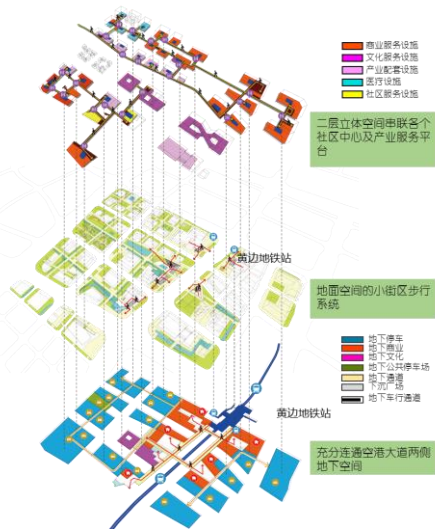 商业服务设施
文化服务设施
产业配套设施
医疗设施
社区服务设施
二层立体空间串联各个
社区中心及产业服务平
台
黄边地铁站
地面空间的小街区步行
系统
地下停车
地下商业
地下文化
地下公共停车场
地下通道
下沉广场
地下车行通道
黄边地铁站
充分连通空港大道两侧
地下空间